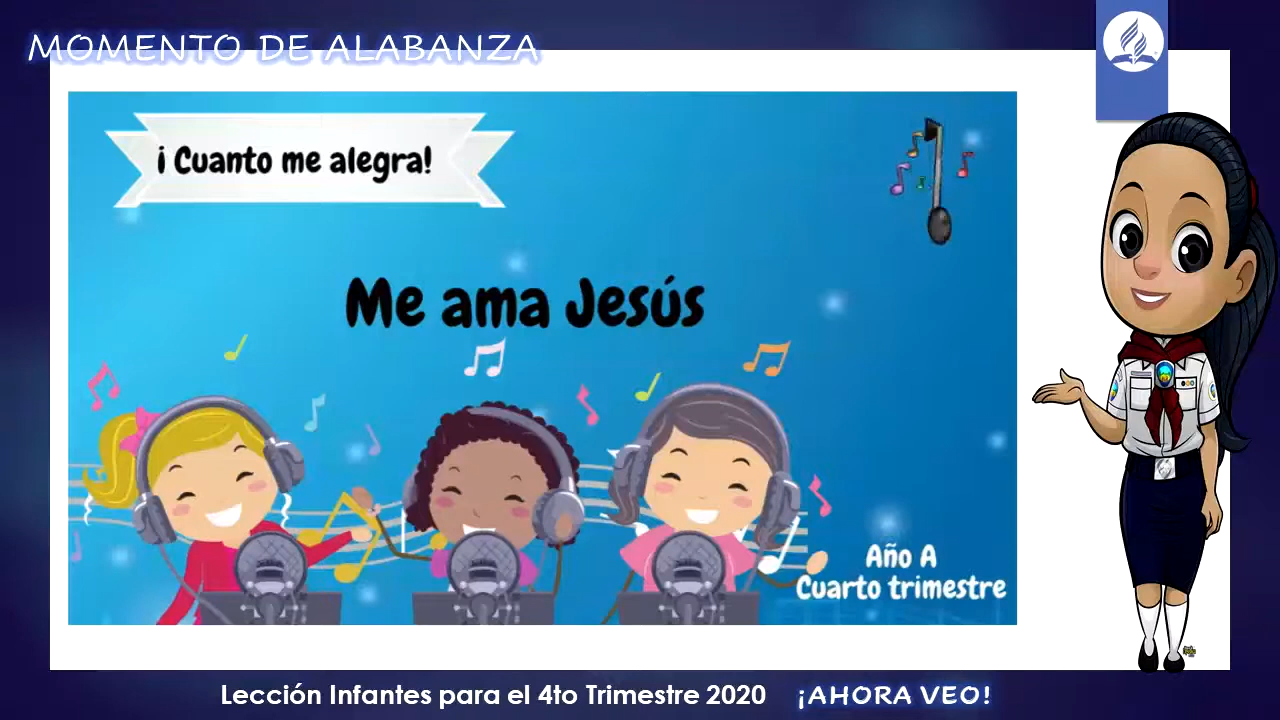 MOMENTO DE ALABANZA
¡ Cuanto me alegra!
Me ama Jesús
Año A
Cuarto trimestre
Lección Infantes para el 4to Trimestre 2020 ¡AHORA VEO!